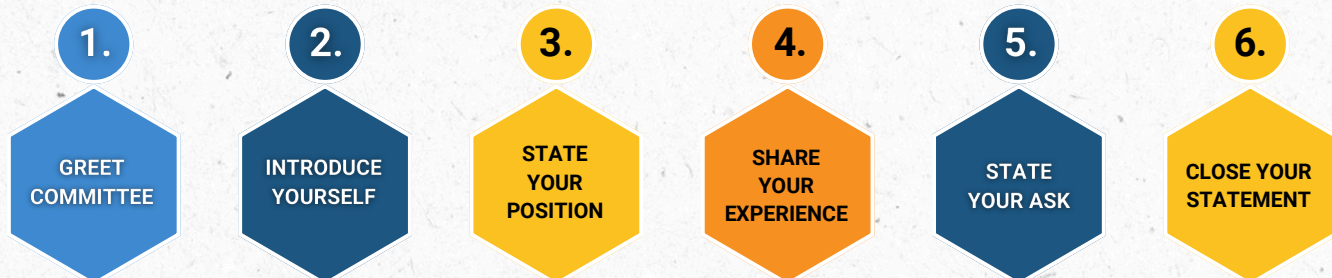 1.
GREET
COMMITTEE
2.
INTRODUCE
YOURSELF
3.
STATE
YOUR
POSITION
4.
SHARE
YOUR
EXPERIENCE
5.
STATE
YOUR ASK
6.
CLOSE YOUR
STATEMENT